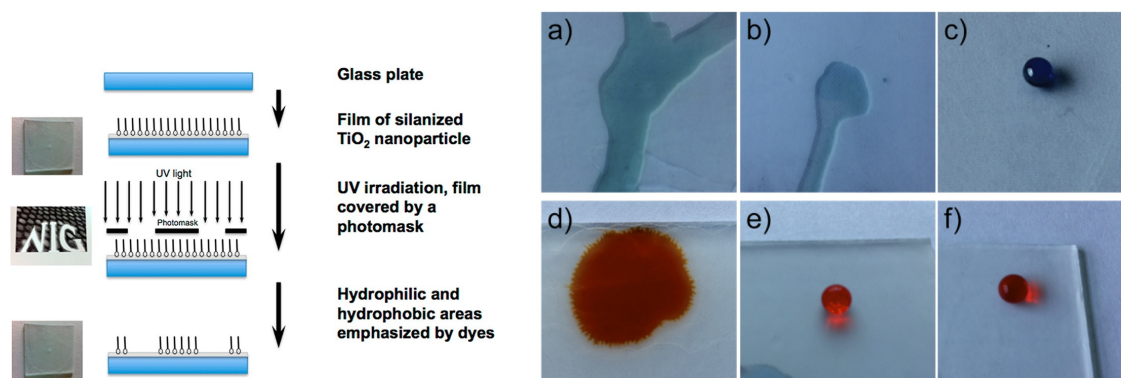 Glass plate
Film of silanized
TiO₂ nanoparticle
UV light
Photomask
UV irradiation, film
covered by a
photomask
Hydrophilic and
hydrophobic areas
emphasized by dyes
a)
b)
c)
d)
e)
f)